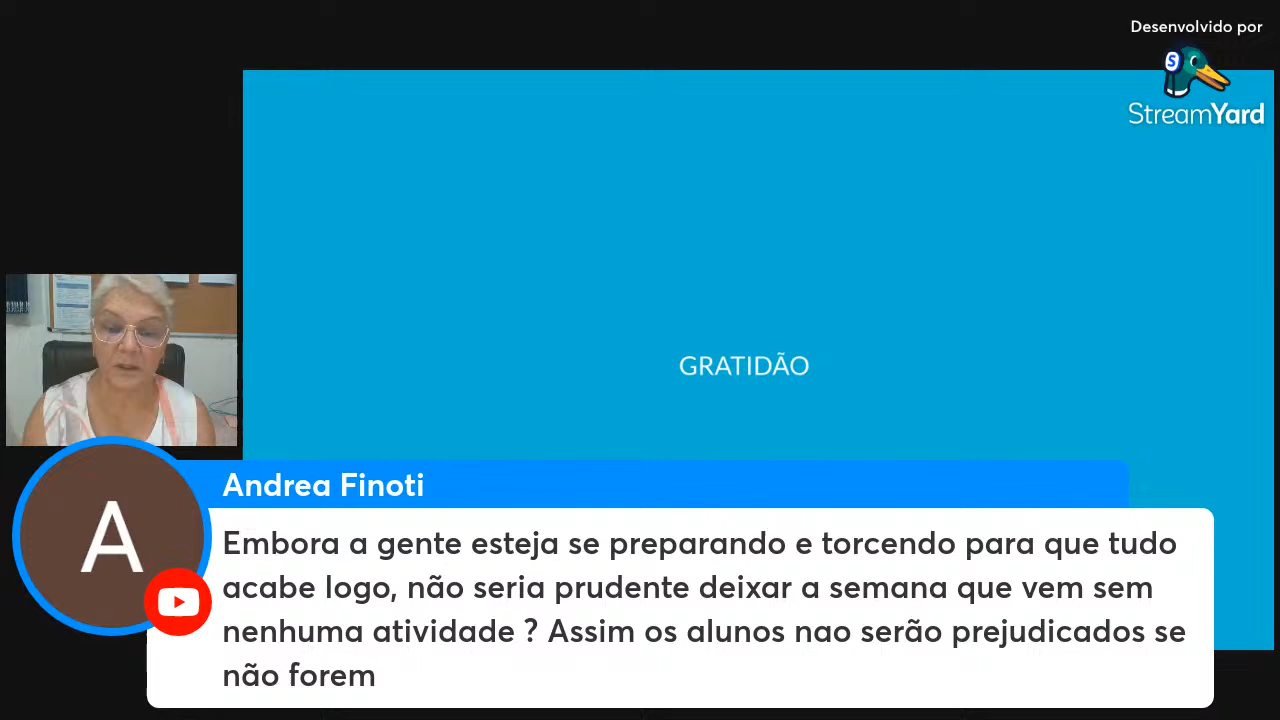 Desenvolvido por
StreamYard
GRATIDÃO
Andrea Finoti
A
Embora a gente esteja se preparando e torcendo para que tudo
acabe logo, não seria prudente deixar a semana que vem sem
nenhuma atividade ? Assim os alunos nao serão prejudicados se
não forem